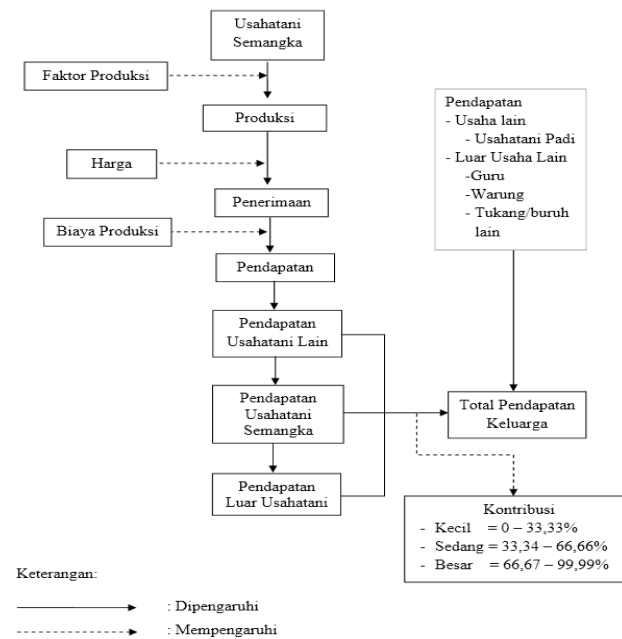 Usahatani
Semangka
Faktor Produksi
Produksi
Harga
Penerimaan
Biaya Produksi
Pendapatan
Pendapatan
Usahatani Lain
Pendapatan
Usahatani
Semangka
Pendapatan
Luar Usahatani
Pendapatan
- Usaha lain
- Usahatani Padi
- Luar Usaha Lain
-Guru
-Warung
- Tukang/buruh
lain
Total Pendapatan
Keluarga
Kontribusi
- Kecil = 0 – 33,33%
- Sedang = 33,34 – 66,66%
- Besar = 66,67 – 99,99%
Keterangan:
: Dipengaruhi
: Mempengaruhi